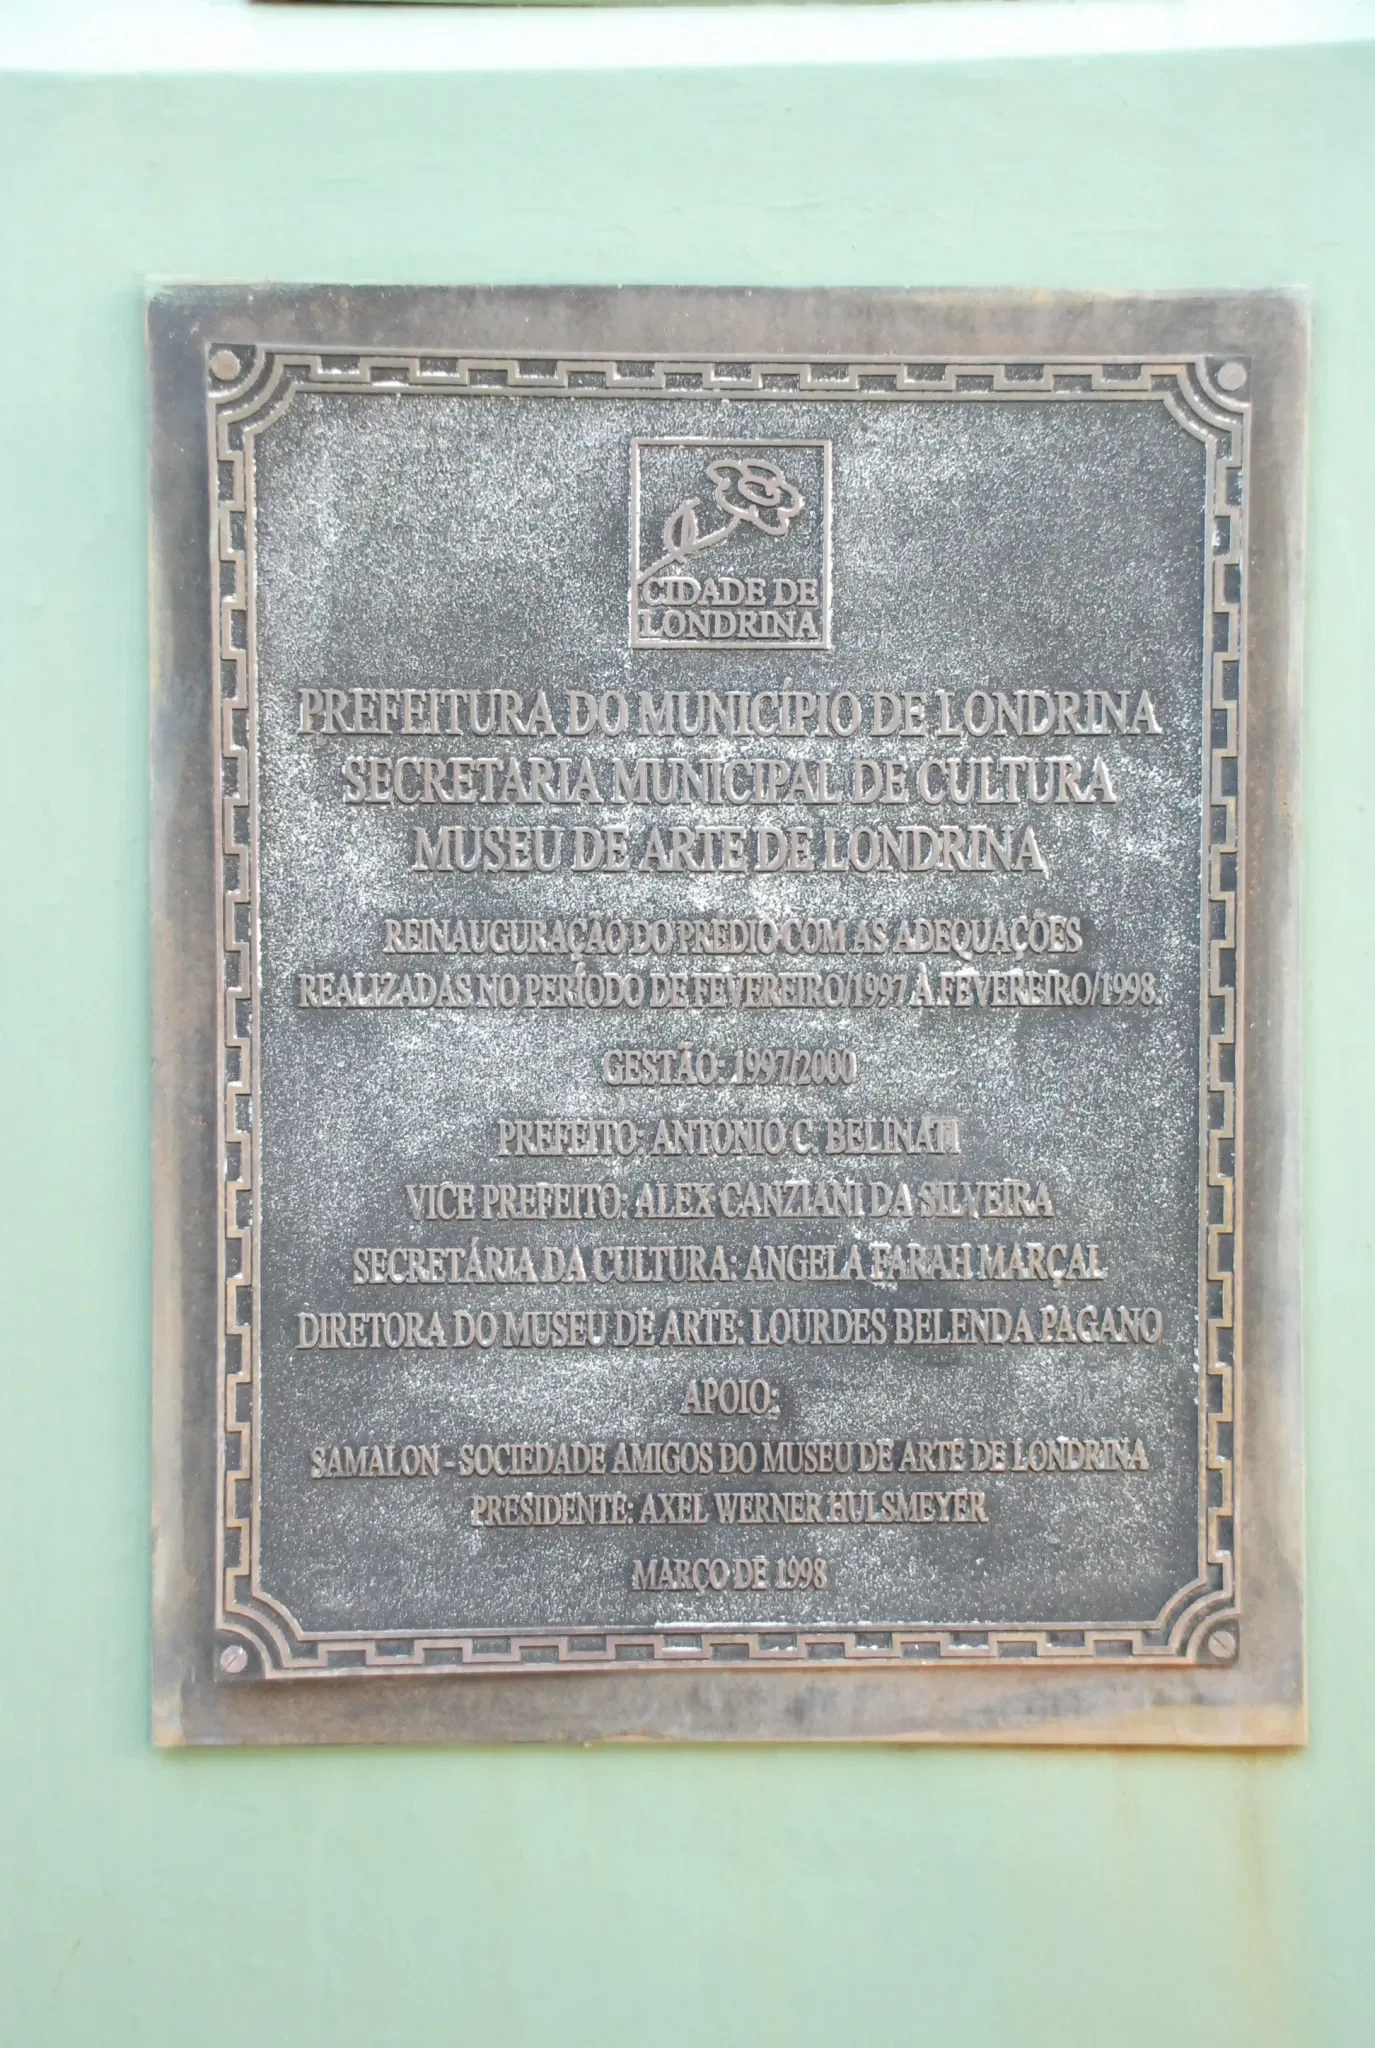 CIDADE DE
LONDRINA
PREFEITURA DO MUNICÍPIO DE LONDRINA
SECRETARIA MUNICIPAL DE CULTURA
MUSEU DE ARTE DE LONDRINA
REINAUGURAÇÃO DO PRÉDIO COM AS ADEQUAÇÕES
REALIZADAS NO PERÍODO DE FEVEREIRO/1997 À FEVEREIRO/1998.
GESTÃO: 1997/2000
PREFEITO: ANTONIO C. BELINATI
VICE PREFEITO: ALEX CANZIANI DA SILVEIRA
SECRETÁRIA DA CULTURA: ANGELA FARAH MARÇAL
DIRETORA DO MUSEU DE ARTE: LOURDES BELENDA PAGANO
APOIO:
SAMALON - SOCIEDADE AMIGOS DO MUSEU DE ARTE DE LONDRINA
PRESIDENTE: AXEL WERNER HULSMEYER
MARÇO DE 1998